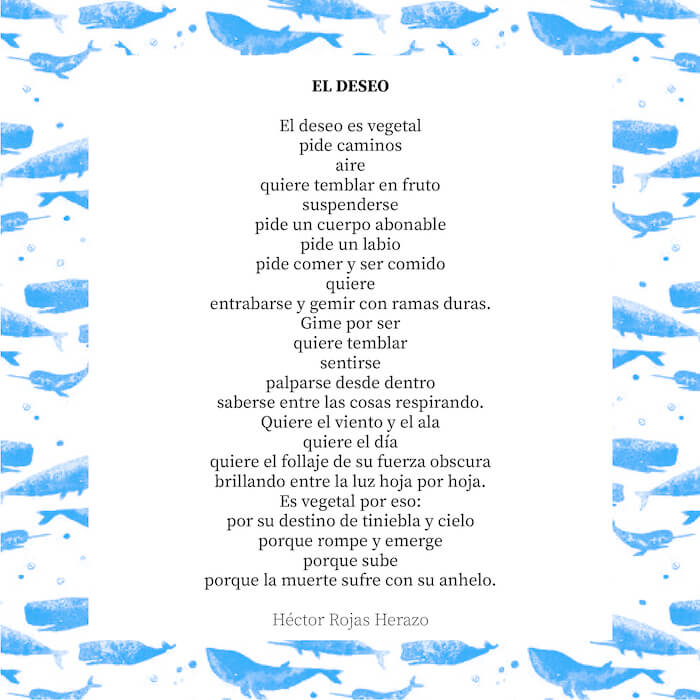 EL DESEO
El deseo es vegetal
pide caminos
aire
quiere temblar en fruto
suspenderse
pide un cuerpo abonable
pide un labio
pide comer y ser comido
quiere
entrabarse y gemir con ramas duras.
Gime por ser
quiere temblar
sentirse
palparse desde dentro
saberse entre las cosas respirando.
Quiere el viento y el ala
quiere el día
quiere el follaje de su fuerza obscura
brillando entre la luz hoja por hoja.
Es vegetal por eso:
por su destino de tiniebla y cielo
porque rompe y emerge
porque sube
porque la muerte sufre con su anhelo.
Héctor Rojas Herazo